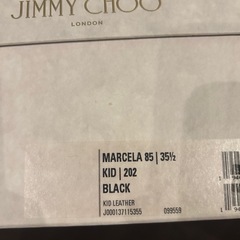 JIMMY CHOO
LONDON
MARCELA 85 | 35½
KID | 202
BLACK
KID LEATHER
J000137115355 099559